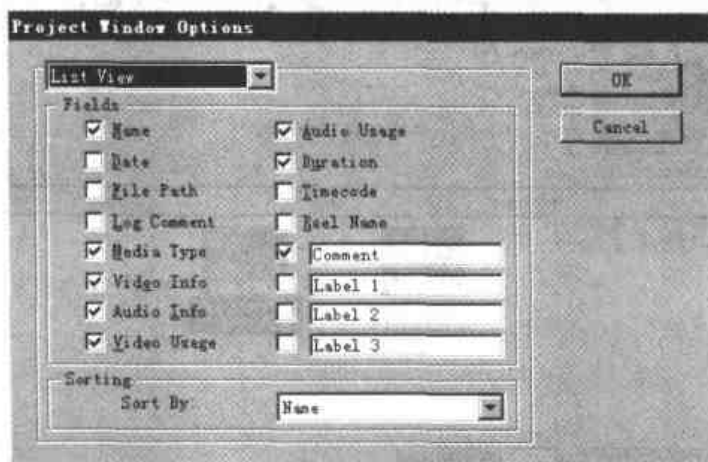 Project Window Options
List View
OK
Fields
Cancel
Name
Audio Usage
Date
Duration
File Path
Timecode
Log Comment
Reel Name
Media Type
Comment
Video Info
Label 1
Audio Info
Label 2
Video Usage
Label 3
Sorting
Sort By
Name